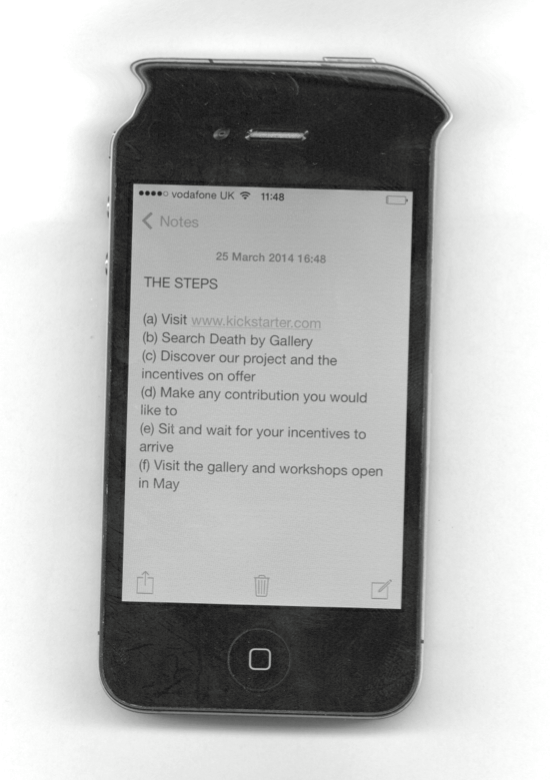 vodafone UK 11:48
Notes
25 March 2014 16:48
THE STEPS
(a) Visit www.kickstarter.com
(b) Search Death by Gallery
(c) Discover our project and the
incentives on offer
(d) Make any contribution you would
like to
(e) Sit and wait for your incentives to
arrive
(f) Visit the gallery and workshops open
in May